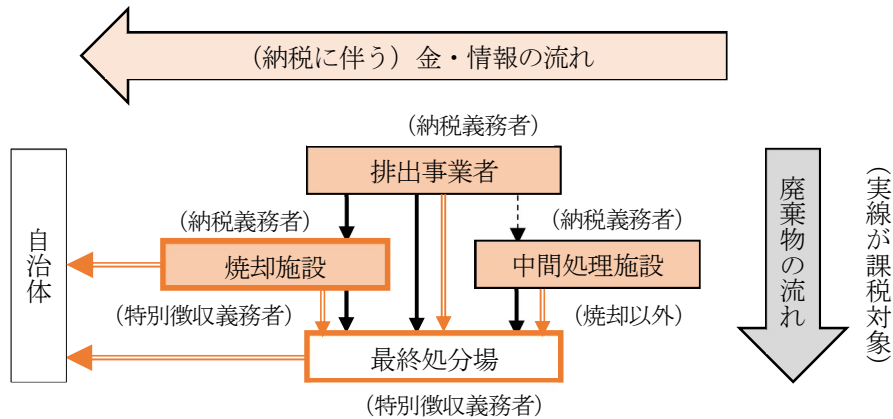 (納税に伴う)金・情報の流れ
(納税義務者)
排出事業者
(納税義務者)
(納税義務者)
焼却施設
中間処理施設
(特別徴収義務者)
(焼却以外)
最終処分場
(特別徴収義務者)
自治体
廃棄物の流れ
(実線が課税対象)